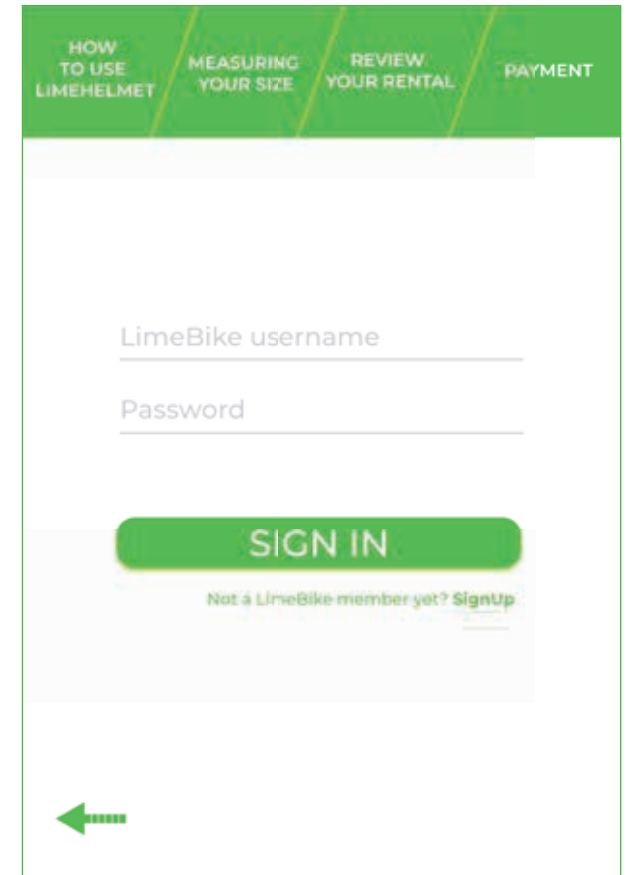 HOW
TO USE
LIMEHELMET
MEASURING
YOUR SIZE
REVIEW
YOUR RENTAL
PAYMENT
LimeBike username
Password
SIGN IN
Not a LimeBike member yet? SignUp